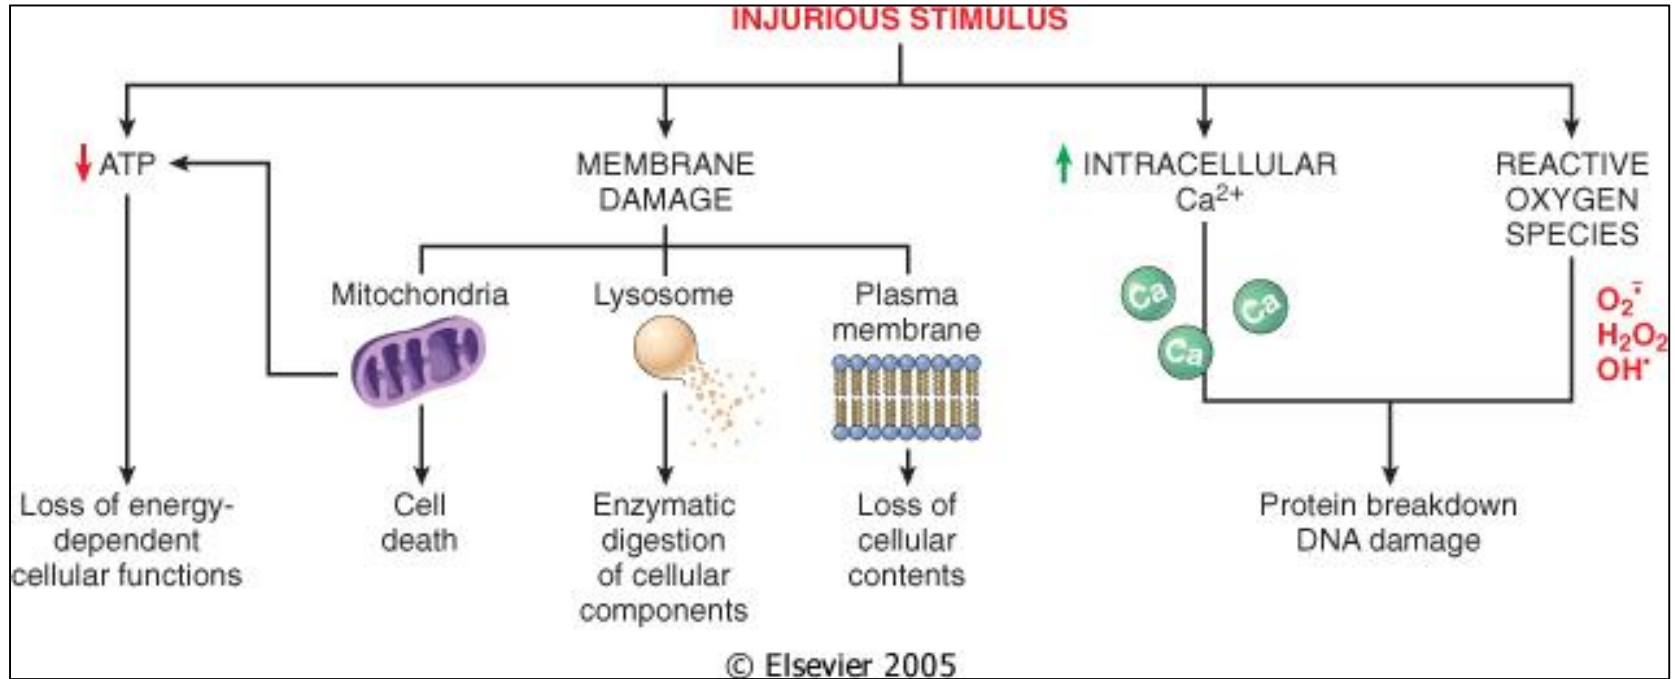 INJURIOUS STIMULUS
ATP
MEMBRANE
DAMAGE
INTRACELLULAR
Ca²⁺
REACTIVE
OXYGEN
SPECIES
Mitochondria
Lysosome
Plasma
membrane
Ca
Ca
Ca
O₂⁻̇
H₂O₂
OH˙
Loss of energy-
dependent
cellular functions
Cell
death
Enzymatic
digestion
of cellular
components
Loss of
cellular
contents
Protein breakdown
DNA damage
© Elsevier 2005